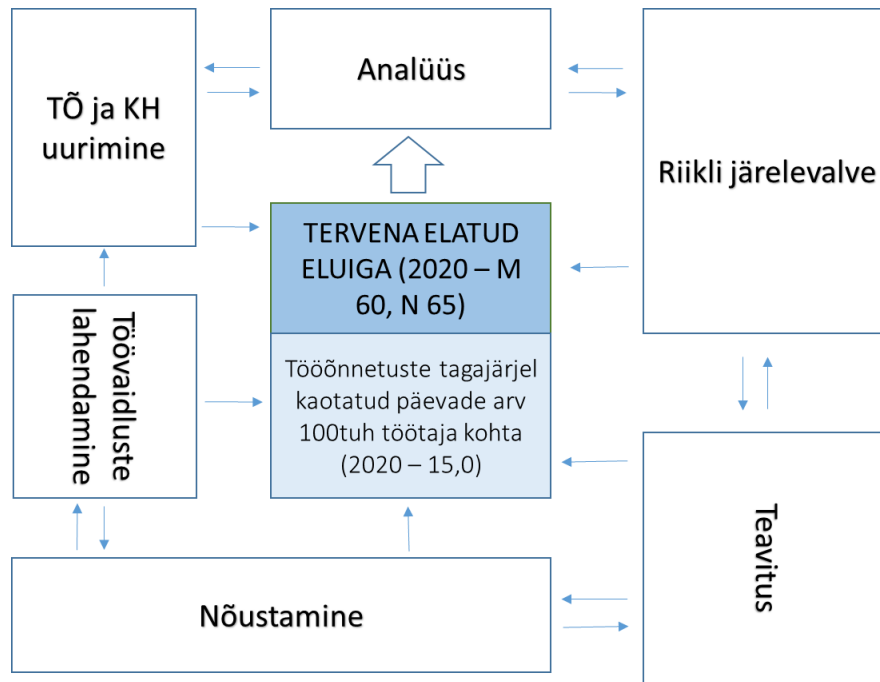 Analüüs
TÕ ja KH
uurimine
Riikli järelevalve
TERVENA ELATUD
ELUIGA (2020 – M
60, N 65)
Töövaidluste
lahendamine
Tööõnnetuste tagajärjel
kaotatud päevade arv
100tuh töötaja kohta
(2020 – 15,0)
Teavitus
Nõustamine